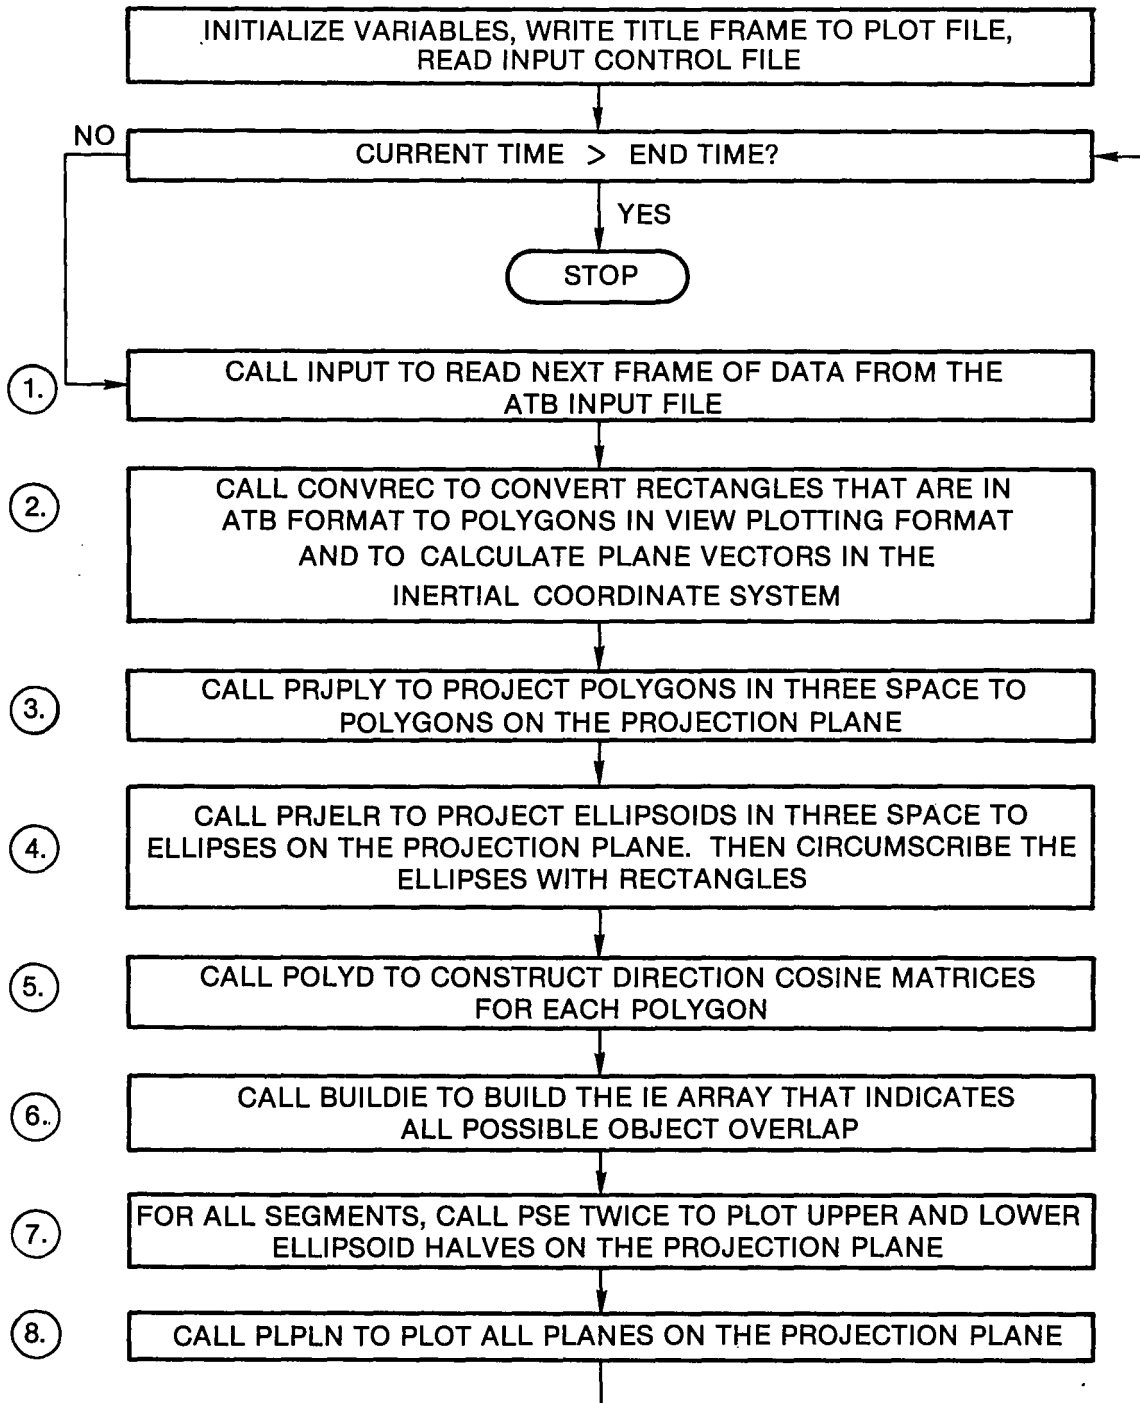 INITIALIZE VARIABLES, WRITE TITLE FRAME TO PLOT FILE,
READ INPUT CONTROL FILE
NO
CURRENT TIME > END TIME?
YES
STOP
1.
CALL INPUT TO READ NEXT FRAME OF DATA FROM THE
ATB INPUT FILE
2.
CALL CONVREC TO CONVERT RECTANGLES THAT ARE IN
ATB FORMAT TO POLYGONS IN VIEW PLOTTING FORMAT
AND TO CALCULATE PLANE VECTORS IN THE
INERTIAL COORDINATE SYSTEM
3.
CALL PRJPLY TO PROJECT POLYGONS IN THREE SPACE TO
POLYGONS ON THE PROJECTION PLANE
4.
CALL PRJELR TO PROJECT ELLIPSOIDS IN THREE SPACE TO
ELLIPSES ON THE PROJECTION PLANE. THEN CIRCUMSCRIBE THE
ELLIPSES WITH RECTANGLES
5.
CALL POLYD TO CONSTRUCT DIRECTION COSINE MATRICES
FOR EACH POLYGON
6.
CALL BUILDIE TO BUILD THE IE ARRAY THAT INDICATES
ALL POSSIBLE OBJECT OVERLAP
7.
FOR ALL SEGMENTS, CALL PSE TWICE TO PLOT UPPER AND LOWER
ELLIPSOID HALVES ON THE PROJECTION PLANE
8.
CALL PLPLN TO PLOT ALL PLANES ON THE PROJECTION PLANE